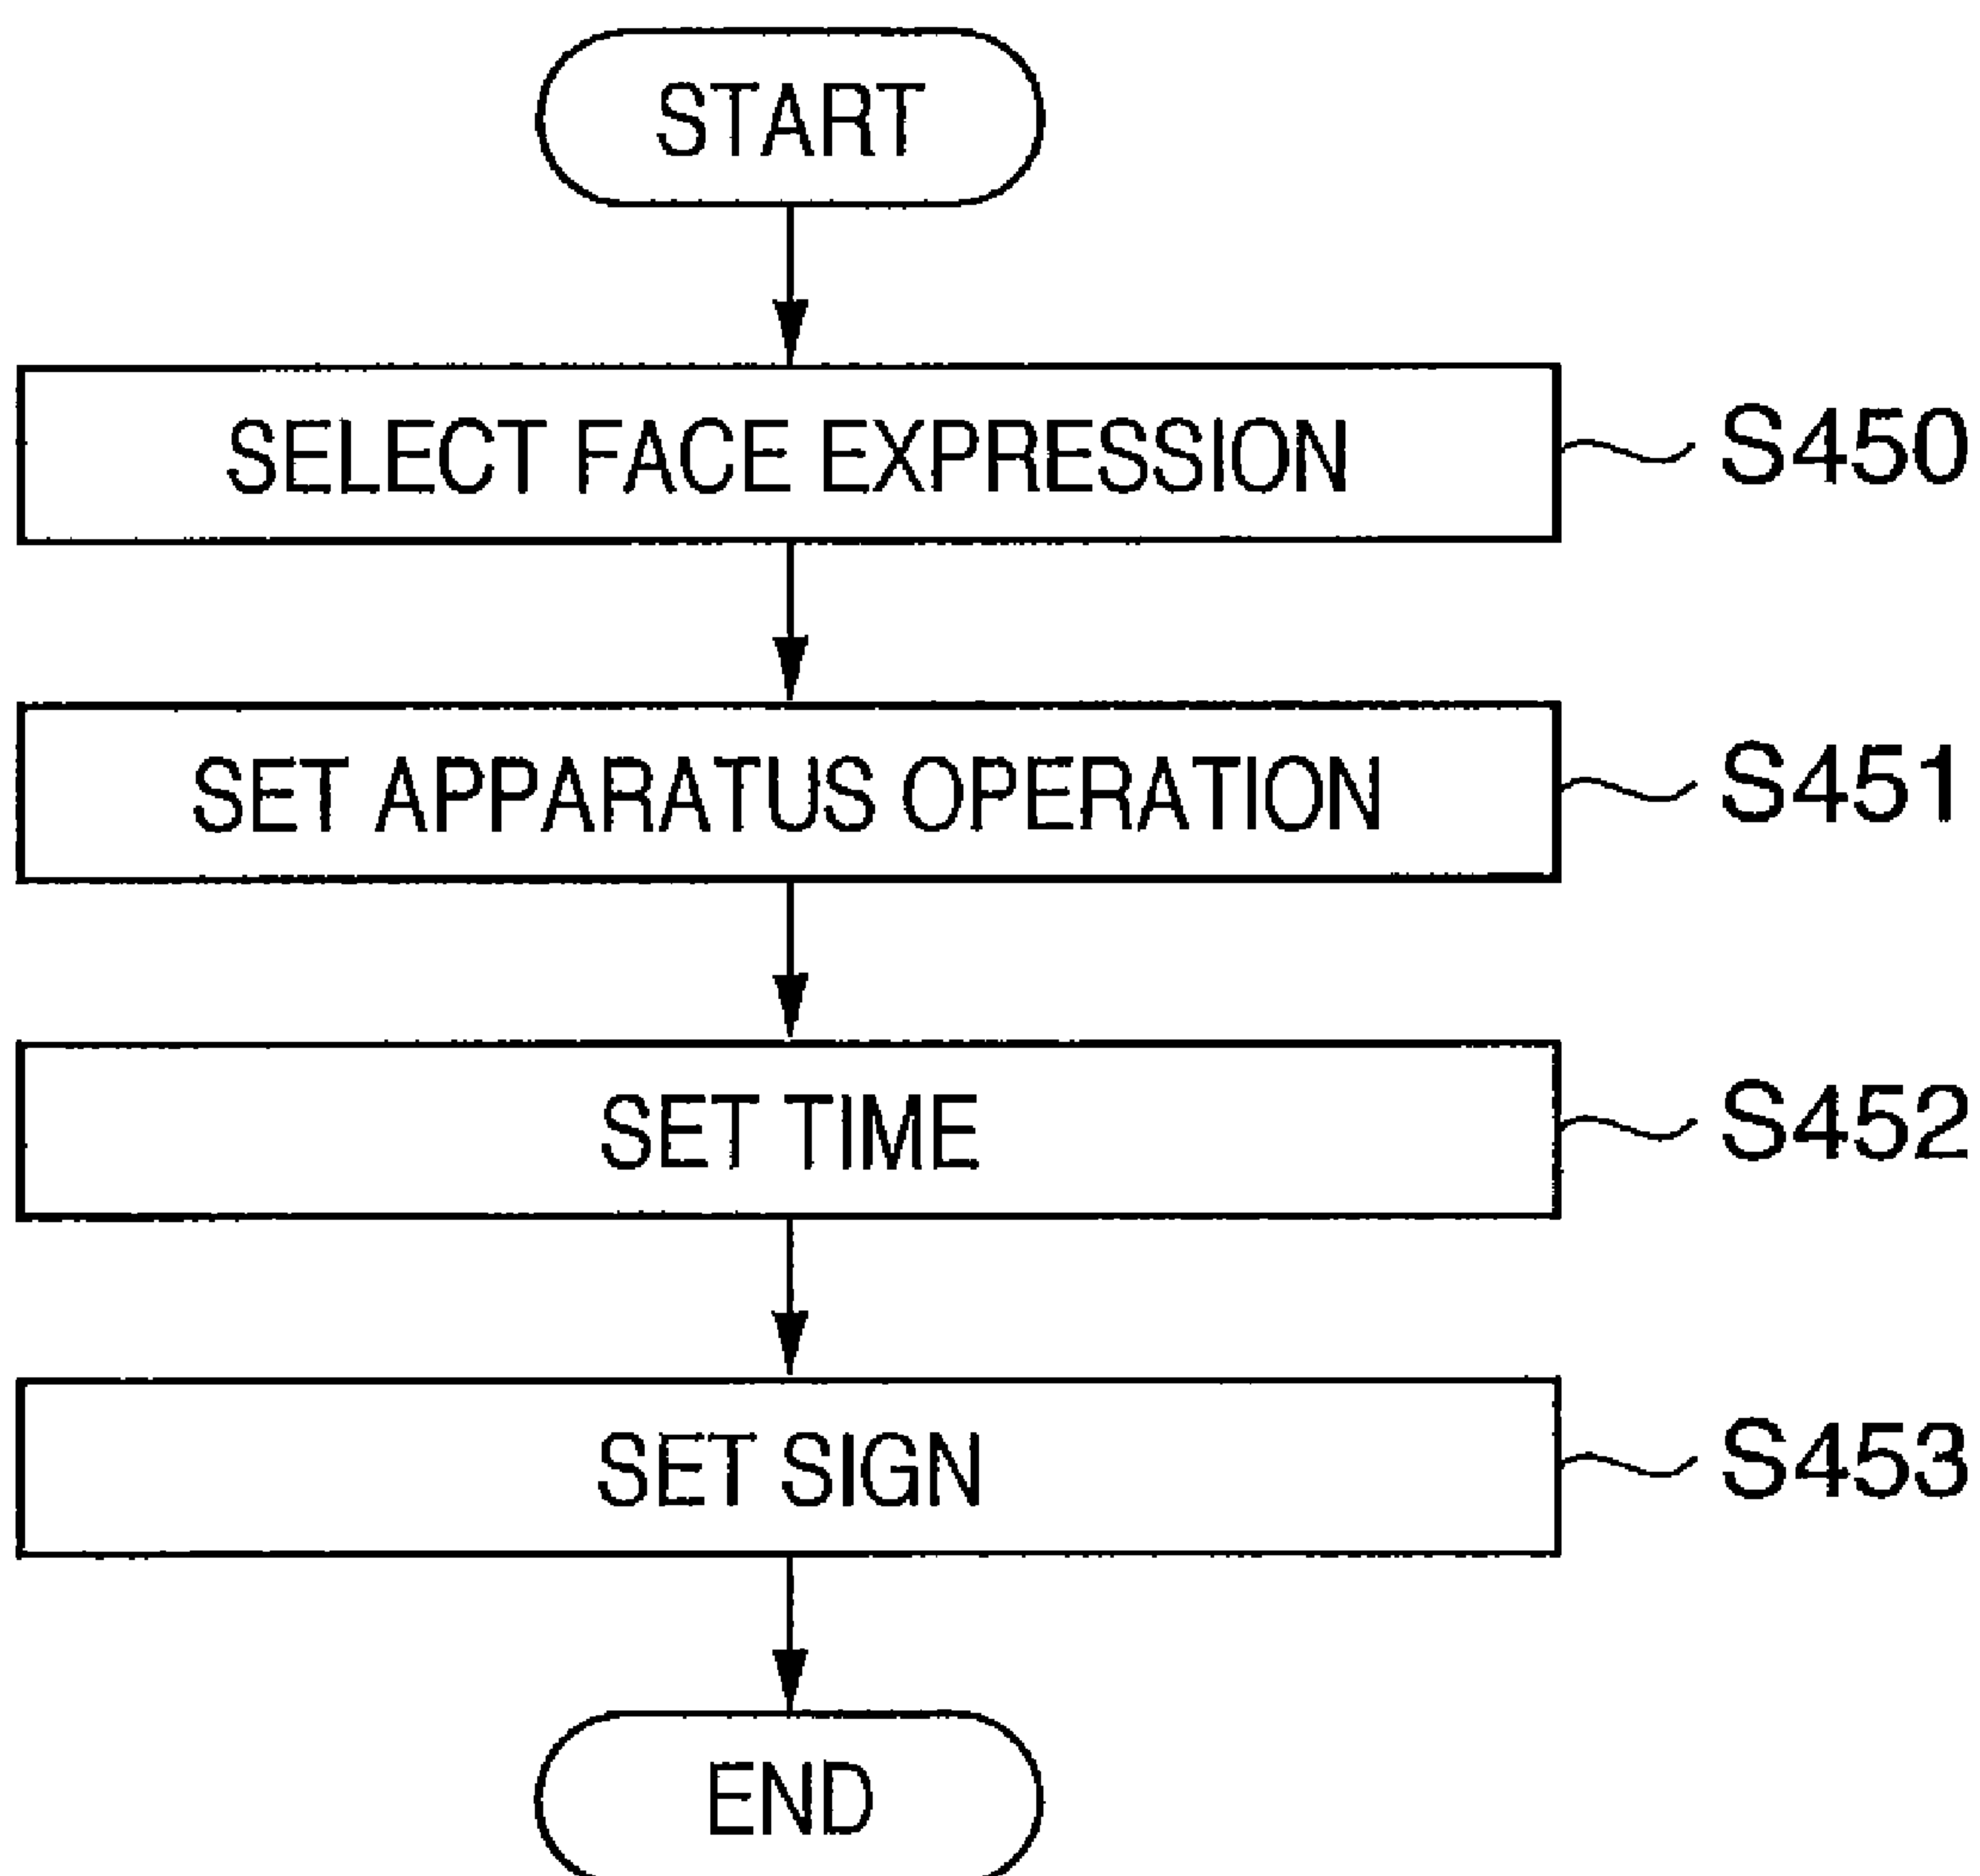 START
SELECT FACE EXPRESSION S450
SET APPARATUS OPERATION S451
SET TIME S452
SET SIGN S453
END